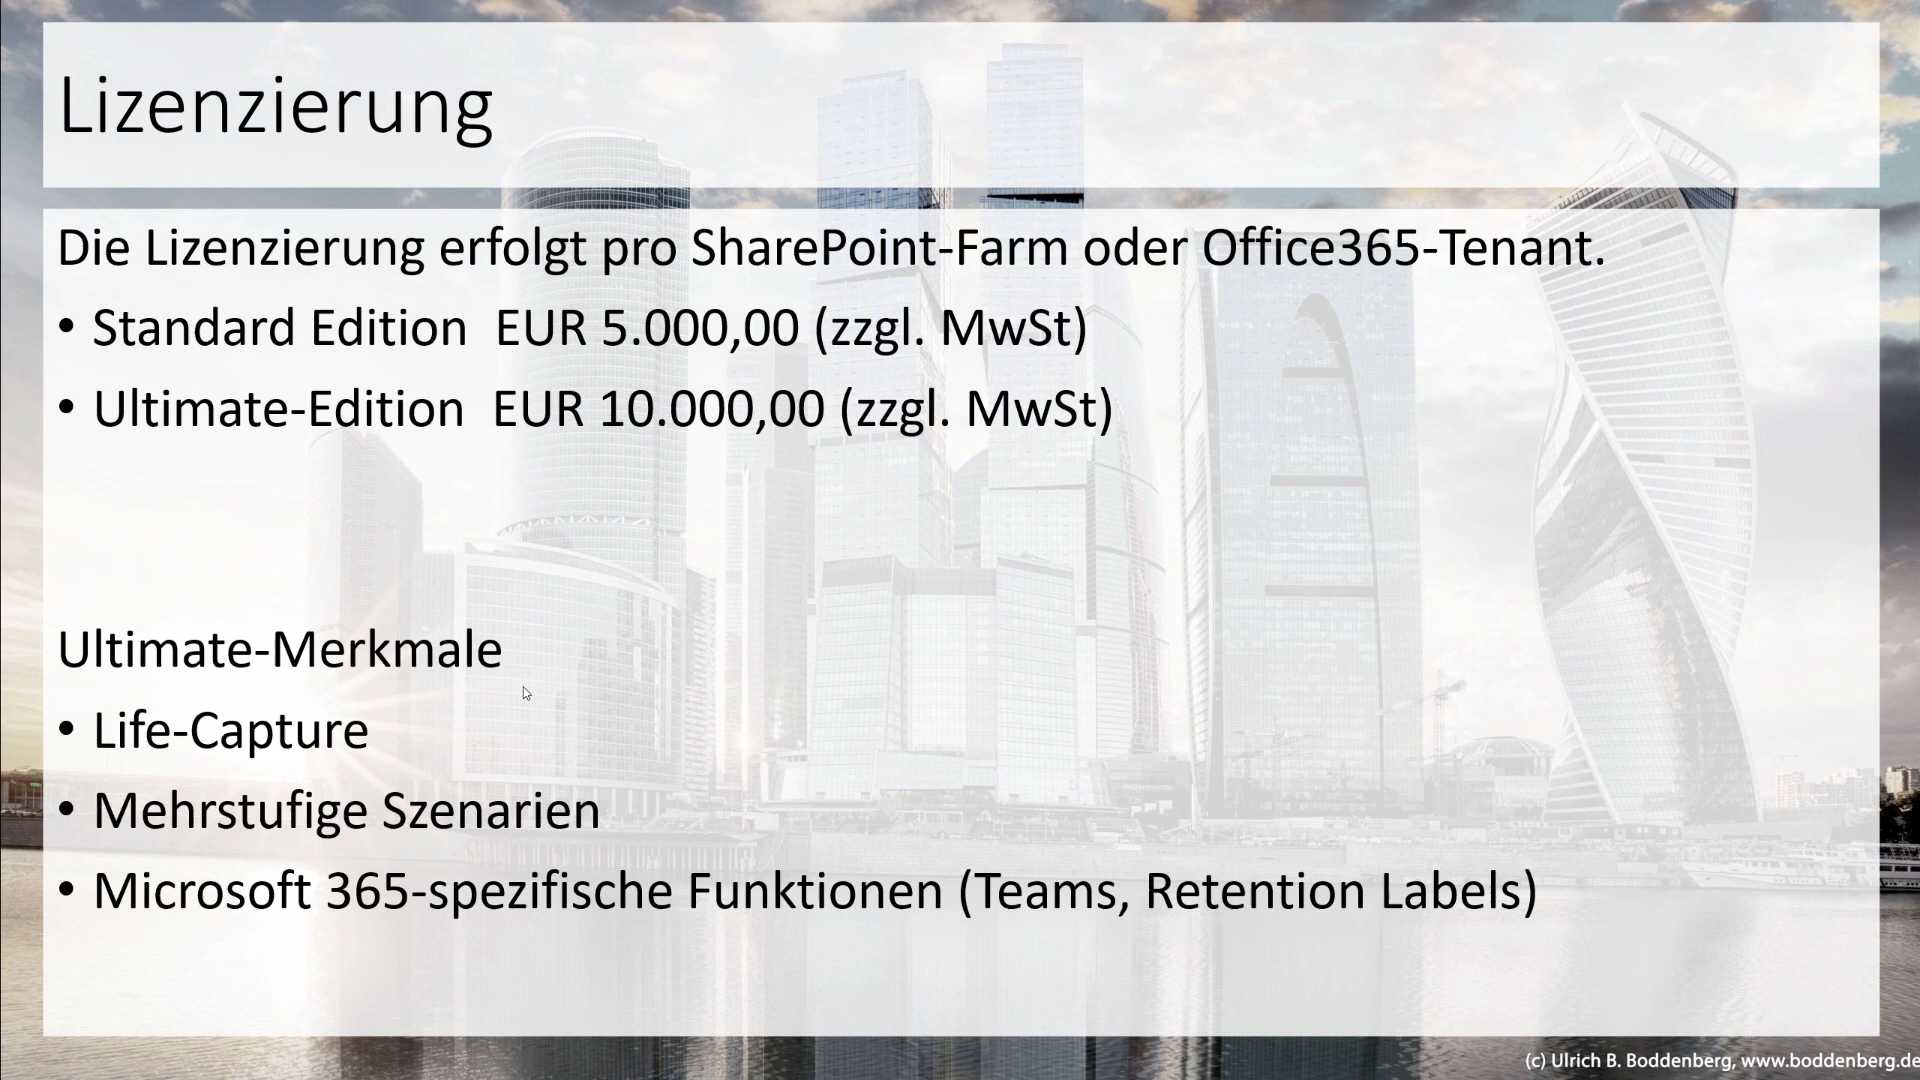 Lizenzierung
Die Lizenzierung erfolgt pro SharePoint-Farm oder Office365-Tenant.
• Standard Edition EUR 5.000,00 (zzgl. MwSt)
• Ultimate-Edition EUR 10.000,00 (zzgl. MwSt)
Ultimate-Merkmale
• Life-Capture
• Mehrstufige Szenarien
• Microsoft 365-spezifische Funktionen (Teams, Retention Labels)
(c) Ulrich B. Boddenberg, www.boddenberg.de